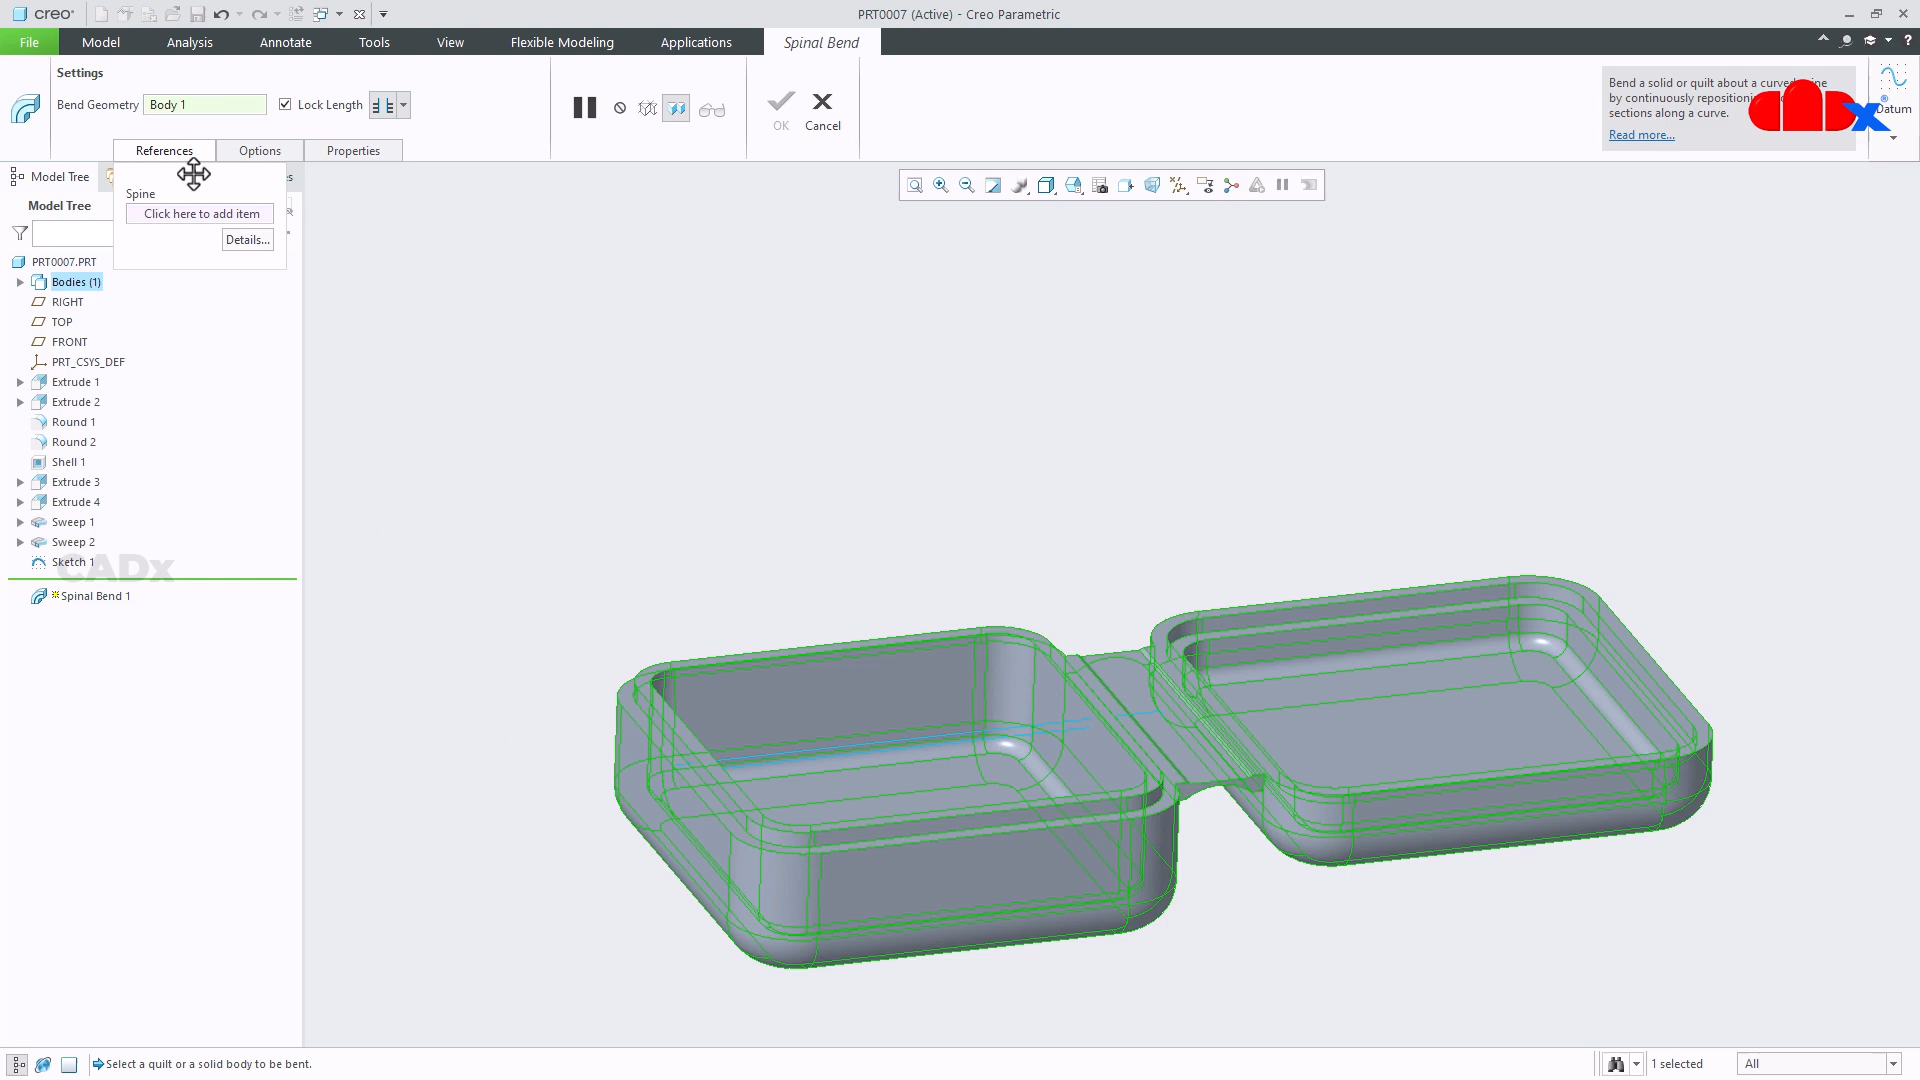 creo®
PRT0007 (Active) - Creo Parametric
File
Model
Analysis
Annotate
Tools
View
Flexible Modeling
Applications
Spinal Bend
Settings
Bend Geometry
Body 1
Lock Length
OK
Cancel
Bend a solid or quilt about a curved
by continuously
sections along a curve.
Read more...
Datum
References
Options
Properties
Model Tree
Model Tree
Spine
Click here to add item
Details...
PRT0007.PRT
Bodies (1)
RIGHT
TOP
FRONT
PRT_CSYS_DEF
Extrude 1
Extrude 2
Round 1
Round 2
Shell 1
Extrude 3
Extrude 4
Sweep 1
Sweep 2
Sketch 1
CADx
Spinal Bend 1
Select a quilt or a solid body to be bent.
1 selected
All